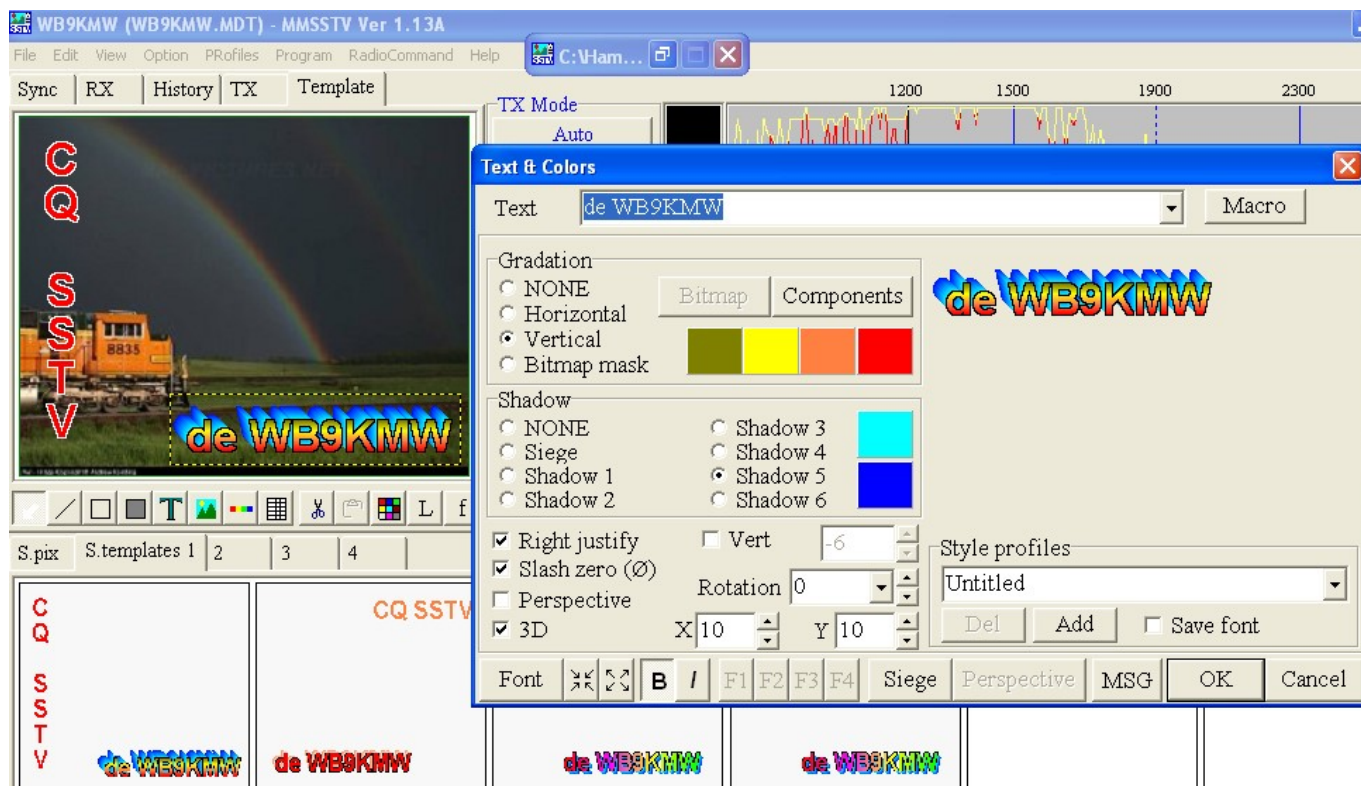 WB9KMW (WB9KMW.MDT) - MMSSTV Ver 1.13A
File Edit View Option PRofiles Program RadioCommand Help
C:\Ham...
Sync RX History TX Template
TX Mode
Auto
1200 1500 1900 2300
CQ SSTV
8835
de WB9KMW
Text & Colors
Text de WB9KMW Macro
Gradation
NONE
Horizontal
Vertical
Bitmap mask
Bitmap Components
de WB9KMW
Shadow
NONE
Siege
Shadow 1
Shadow 2
Shadow 3
Shadow 4
Shadow 5
Shadow 6
Right justify
Slash zero (Ø)
Perspective
3D
Vert -6
Rotation 0
X 10 Y 10
Style profiles
Untitled
Del Add Save font
Font B I F1 F2 F3 F4 Siege Perspective MSG OK Cancel
L f
S.pix S.templates 1 2 3 4
CQ SSTV
de WB9KMW
CQ SSTV
de WB9KMW
de WB9KMW
de WB9KMW